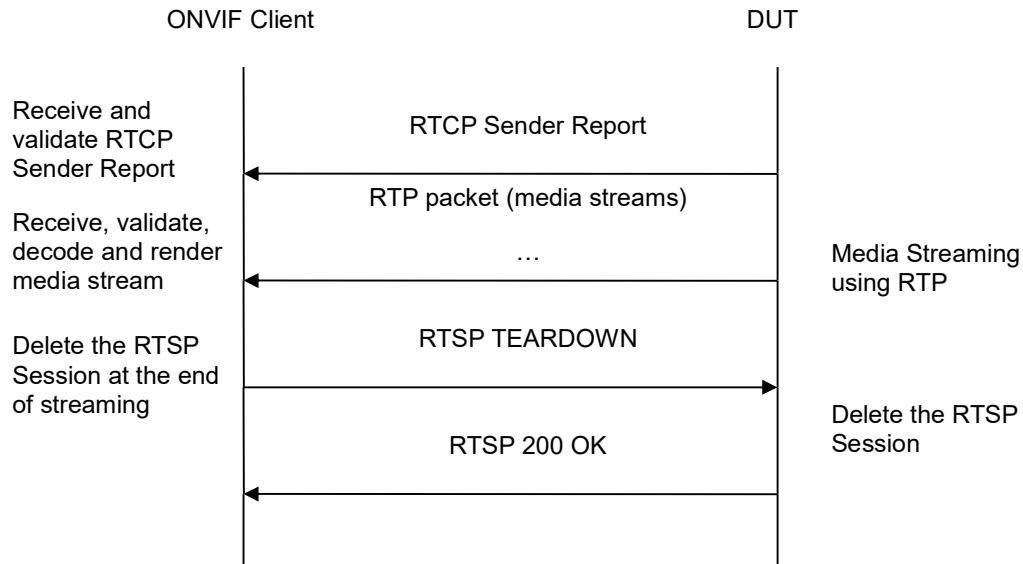 ONVIF Client
DUT
Receive and
validate RTCP
Sender Report
RTCP Sender Report
RTP packet (media streams)
Receive, validate,
decode and render
media stream
…
Media Streaming
using RTP
RTSP TEARDOWN
Delete the RTSP
Session at the end
of streaming
Delete the RTSP
Session
RTSP 200 OK